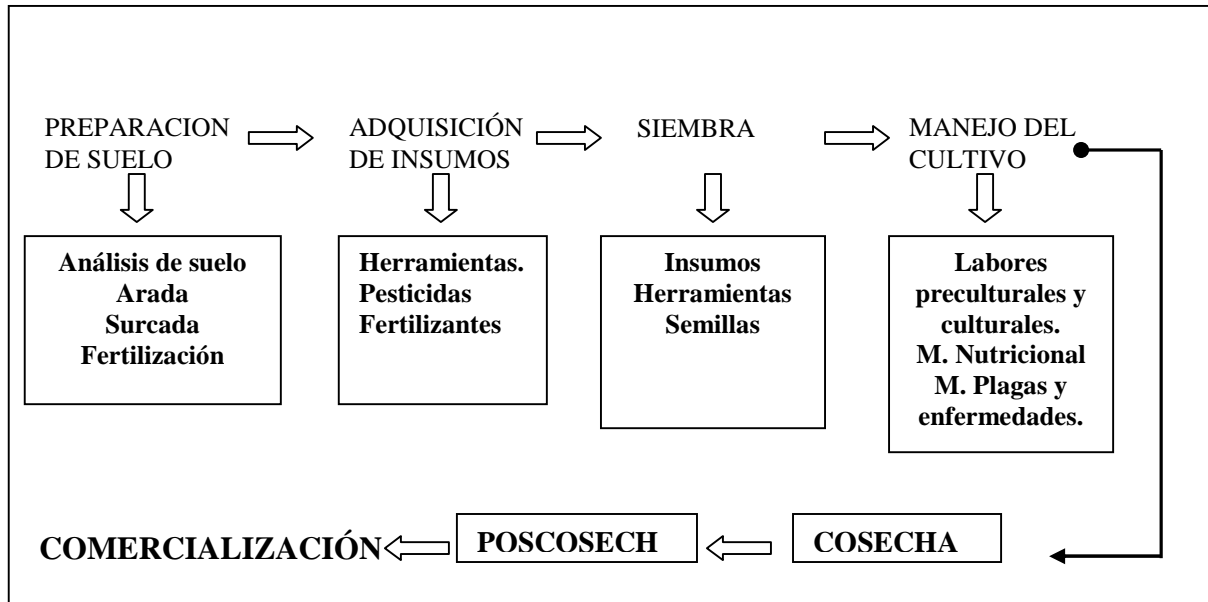 PREPARACION
DE SUELO
ADQUISICIÓN
DE INSUMOS
SIEMBRA
MANEJO DEL
CULTIVO
Análisis de suelo
Arada
Surcada
Fertilización
Herramientas.
Pesticidas
Fertilizantes
Insumos
Herramientas
Semillas
Labores
preculturales y
culturales.
M. Nutricional
M. Plagas y
enfermedades.
COMERCIALIZACIÓN
POSCOSECH
COSECHA